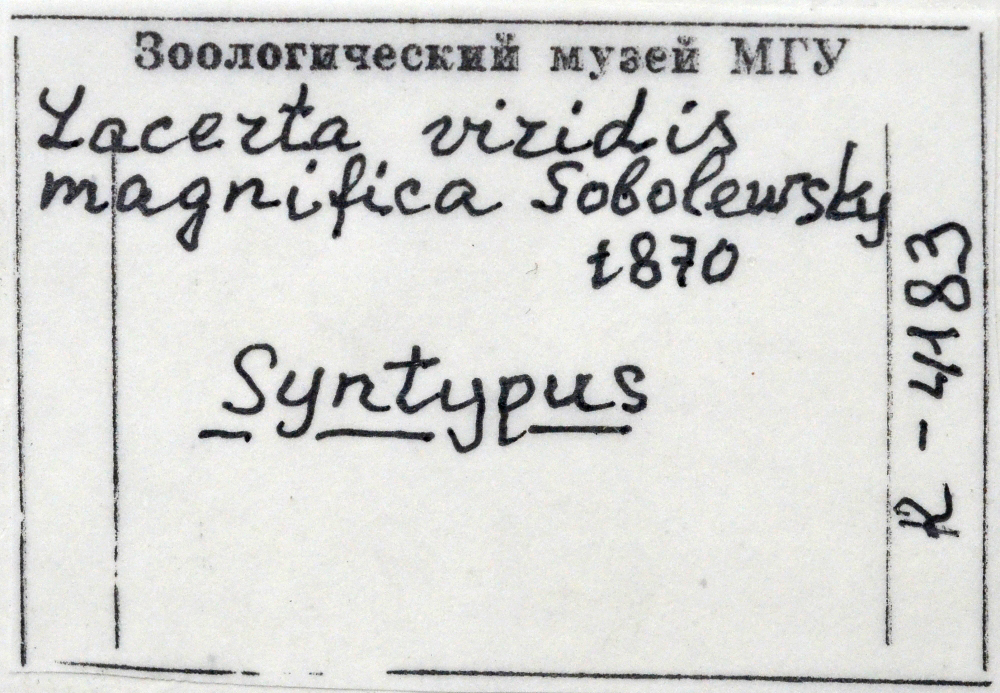 Зоологический музей МГУ
Lacerta viridis
magnifica Sobolewsky
1870
Syntypus
R - 4183